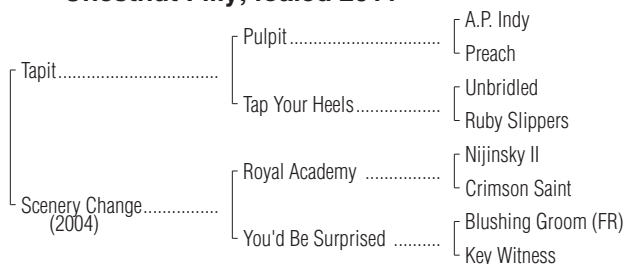 Chestnut Filly; foaled
A.P. Indy
Pulpit
Preach
Tapit
Unbridled
Tap Your Heels
Ruby Slippers
Nijinsky II
Royal Academy
Crimson Saint
Scenery Change
(2004)
Blushing Groom (FR)
You'd Be Surprised
Key Witness